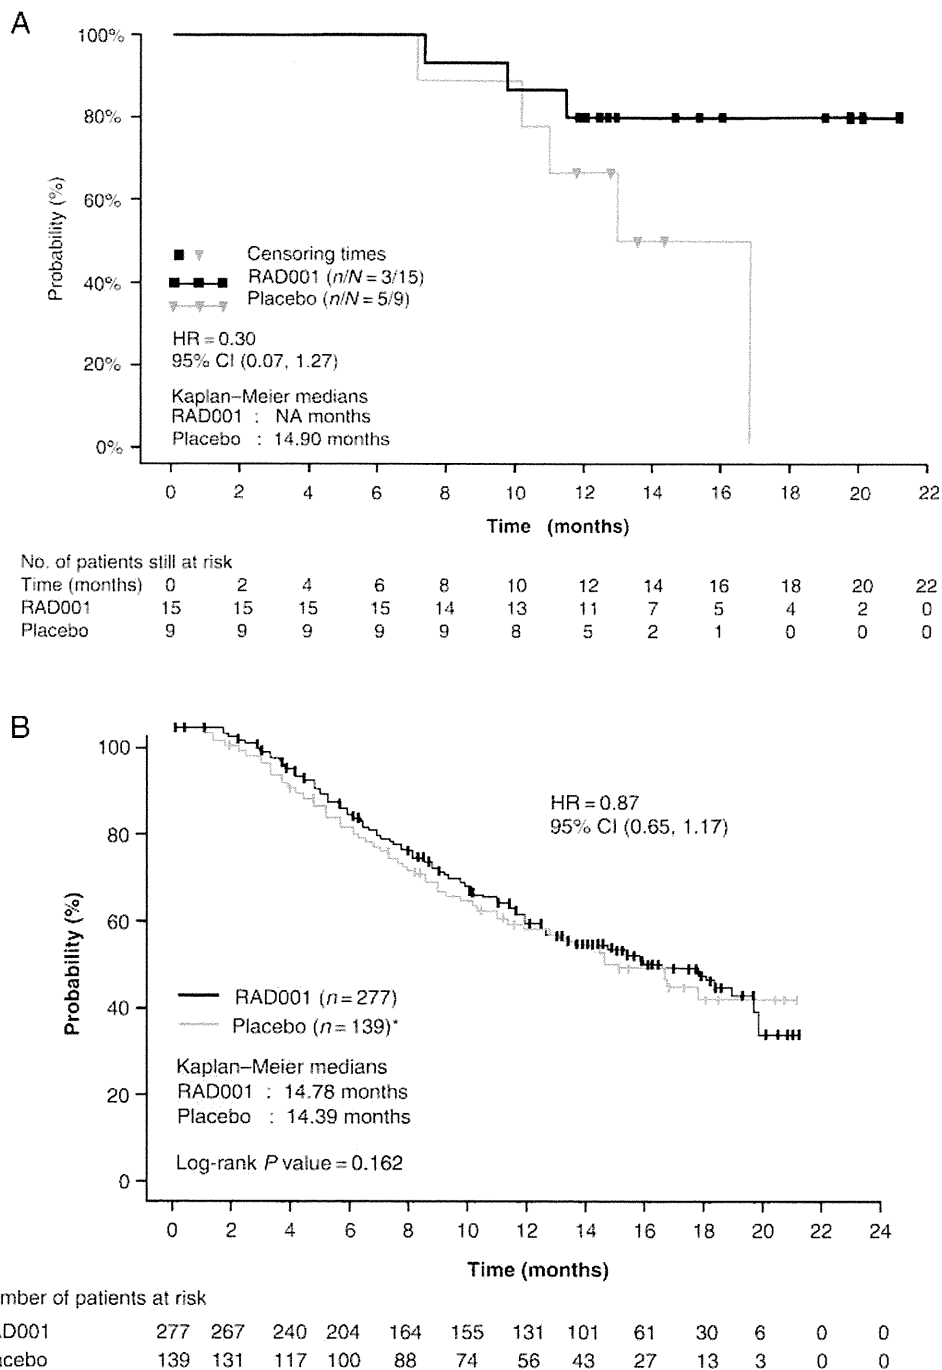 A
100%
80%
60%
40%
20%
0%
Probability (%)
Censoring times
RAD001 (n/N = 3/15)
Placebo (n/N = 5/9)
HR = 0.30
95% CI (0.07, 1.27)
Kaplan–Meier medians
RAD001 : NA months
Placebo : 14.90 months
0 2 4 6 8 10 12 14 16 18 20 22
Time (months)
No. of patients still at risk
Time (months) 0 2 4 6 8 10 12 14 16 18 20 22
RAD001 15 15 15 15 14 13 11 7 5 4 2 0
Placebo 9 9 9 9 9 8 5 2 1 0 0 0
B
100
80
60
40
20
0
Probability (%)
HR = 0.87
95% CI (0.65, 1.17)
RAD001 (n = 277)
Placebo (n = 139)*
Kaplan–Meier medians
RAD001 : 14.78 months
Placebo : 14.39 months
Log-rank P value = 0.162
0 2 4 6 8 10 12 14 16 18 20 22 24
Time (months)
mber of patients at risk
D001 277 267 240 204 164 155 131 101 61 30 6 0 0
acebo 139 131 117 100 88 74 56 43 27 13 3 0 0